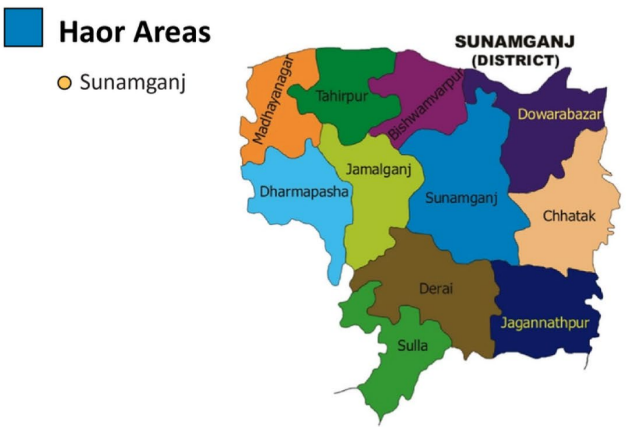 Haor Areas
Sunamganj
SUNAMGANJ
(DISTRICT)
Madhayanagar
Tahirpur
Bishwamvarpur
Dowarabazar
Jamalganj
Dharmapasha
Sunamganj
Chhatak
Derai
Jagannathpur
Sulla